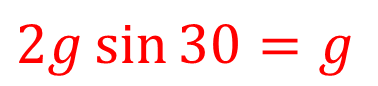 2g sin 30 = g